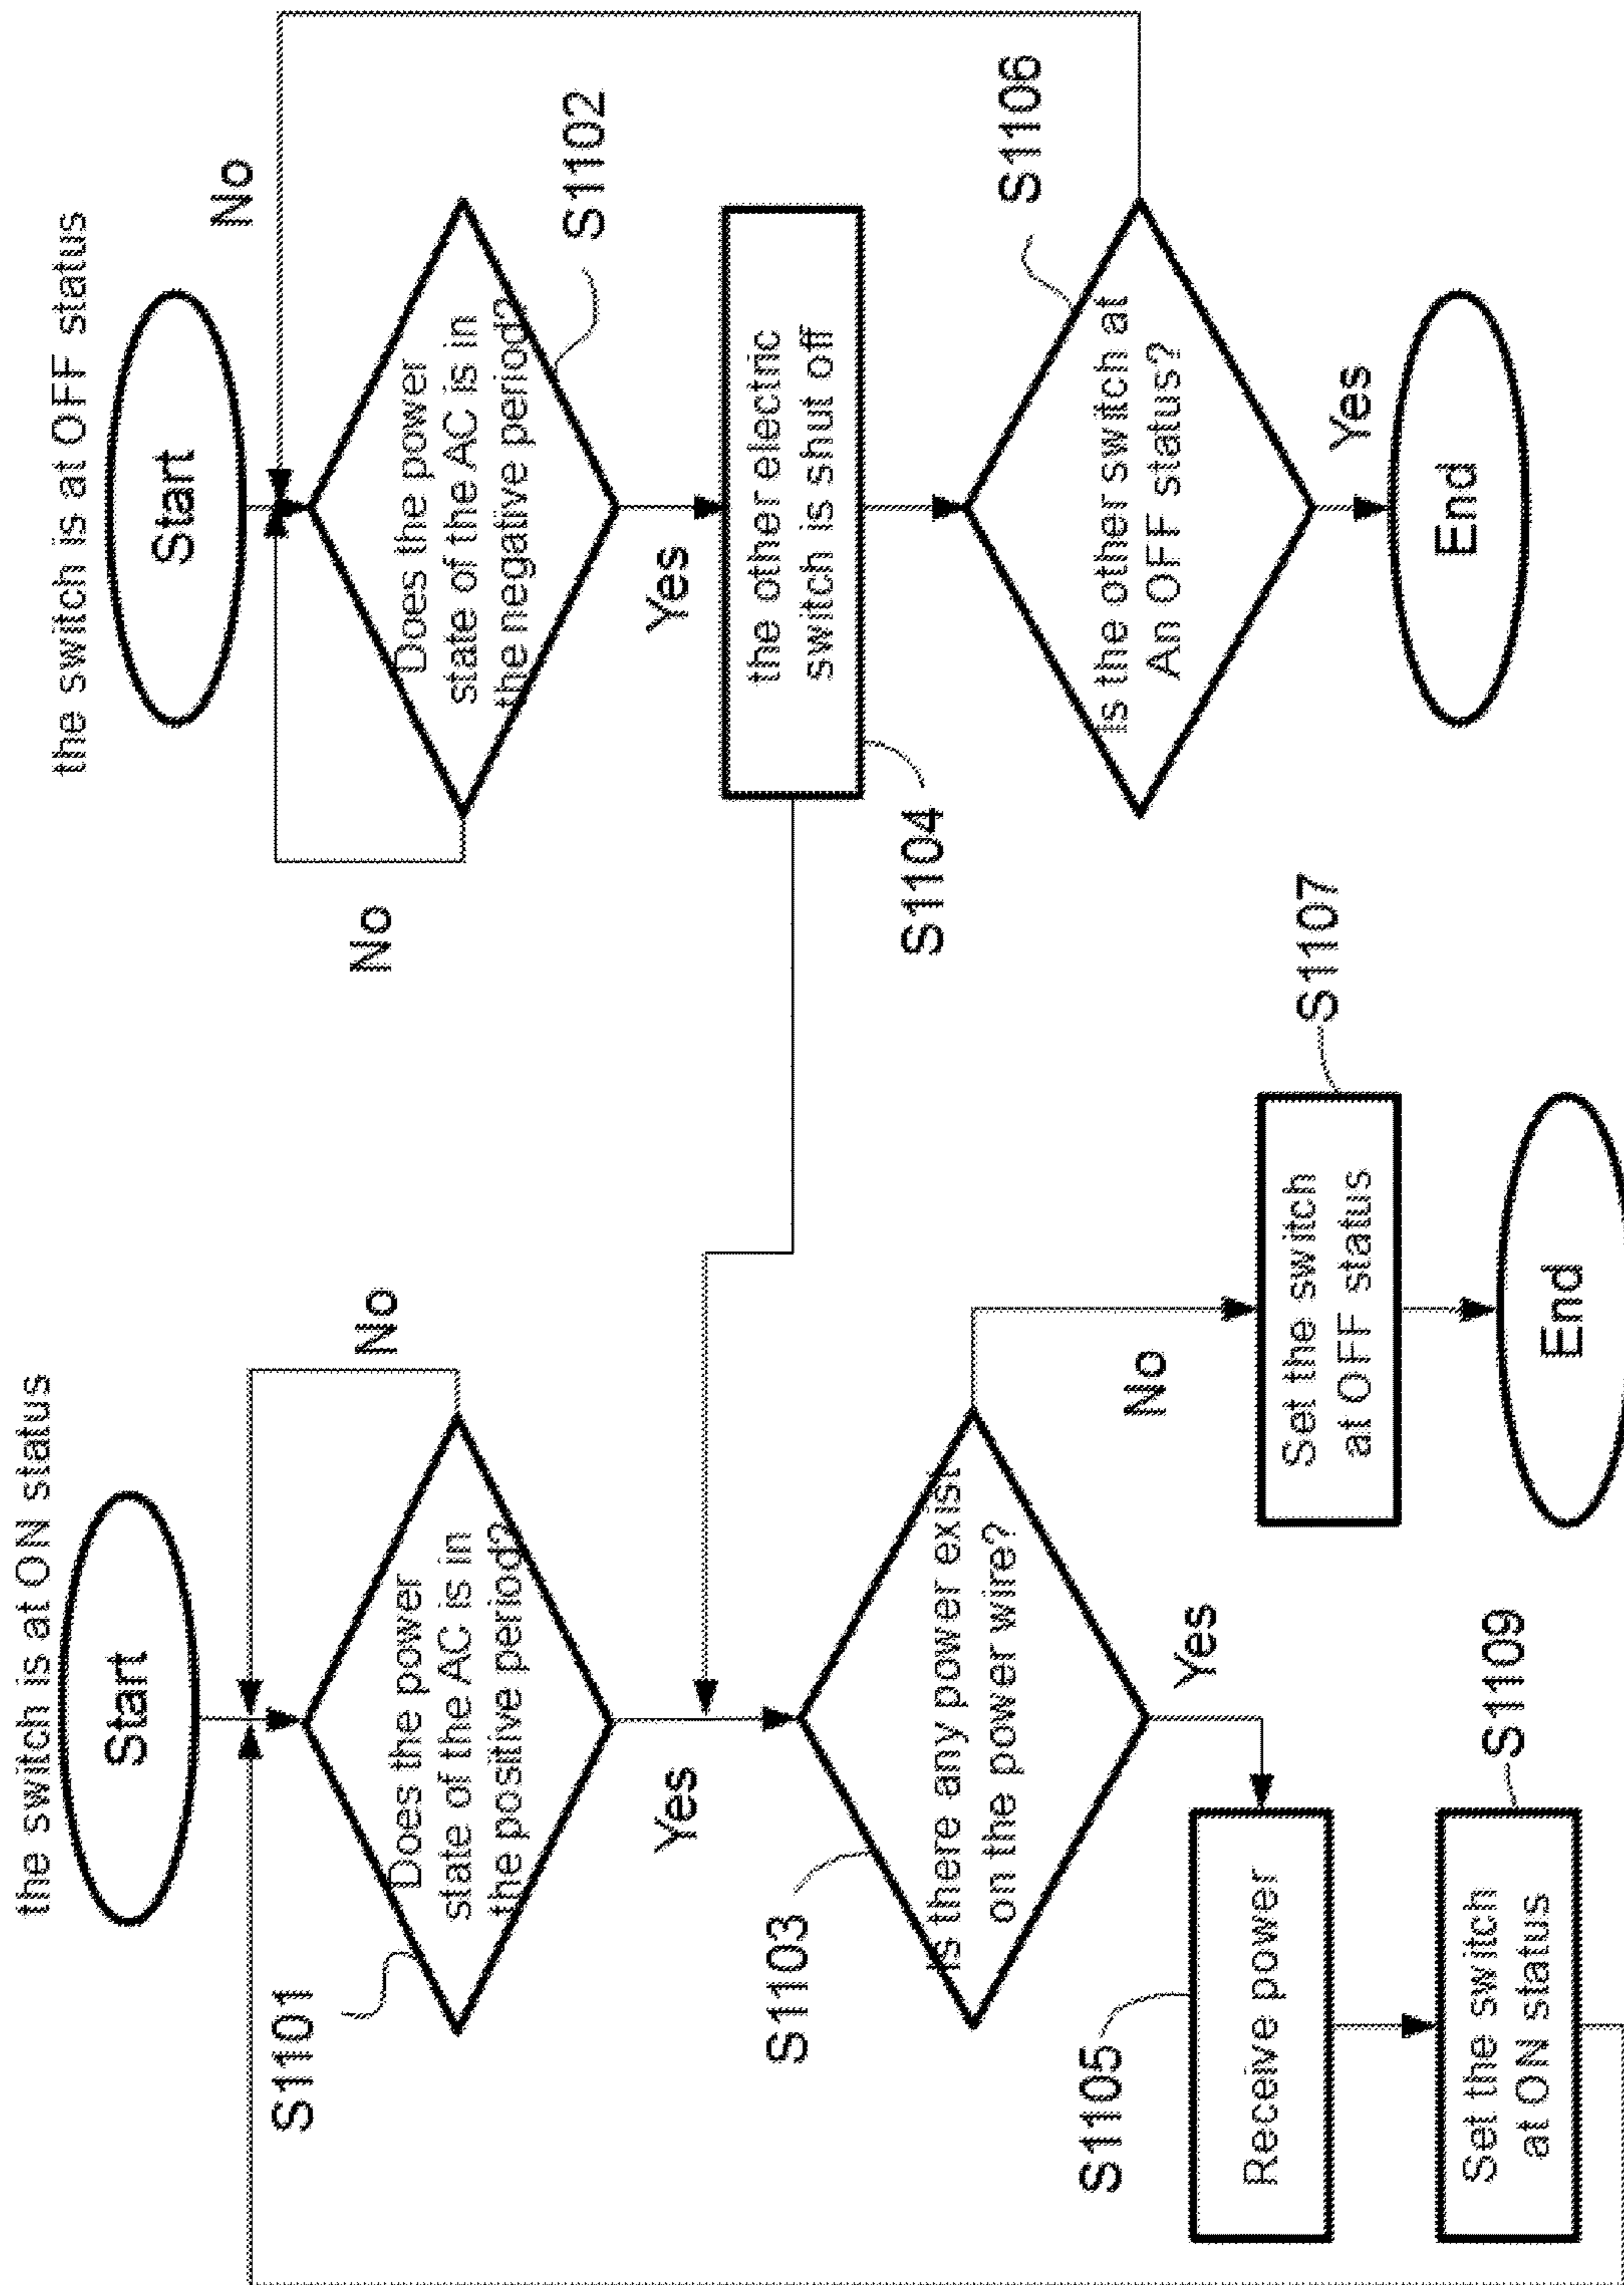 the switch is at ON status
Start
No
S1101
Does the power
state of the AC is in
the positive period?
Yes
S1103
Is there any power exist
on the power wire?
No
Yes
S1105
Receive power
S1109
Set the switch
at ON status
S1107
Set the switch
at OFF status
End
the switch is at OFF status
Start
No
No
Does the power
state of the AC is in
the negative period?
S1102
Yes
the other electric
switch is shut off
S1104
S1106
Is the other switch at
An OFF status?
Yes
End